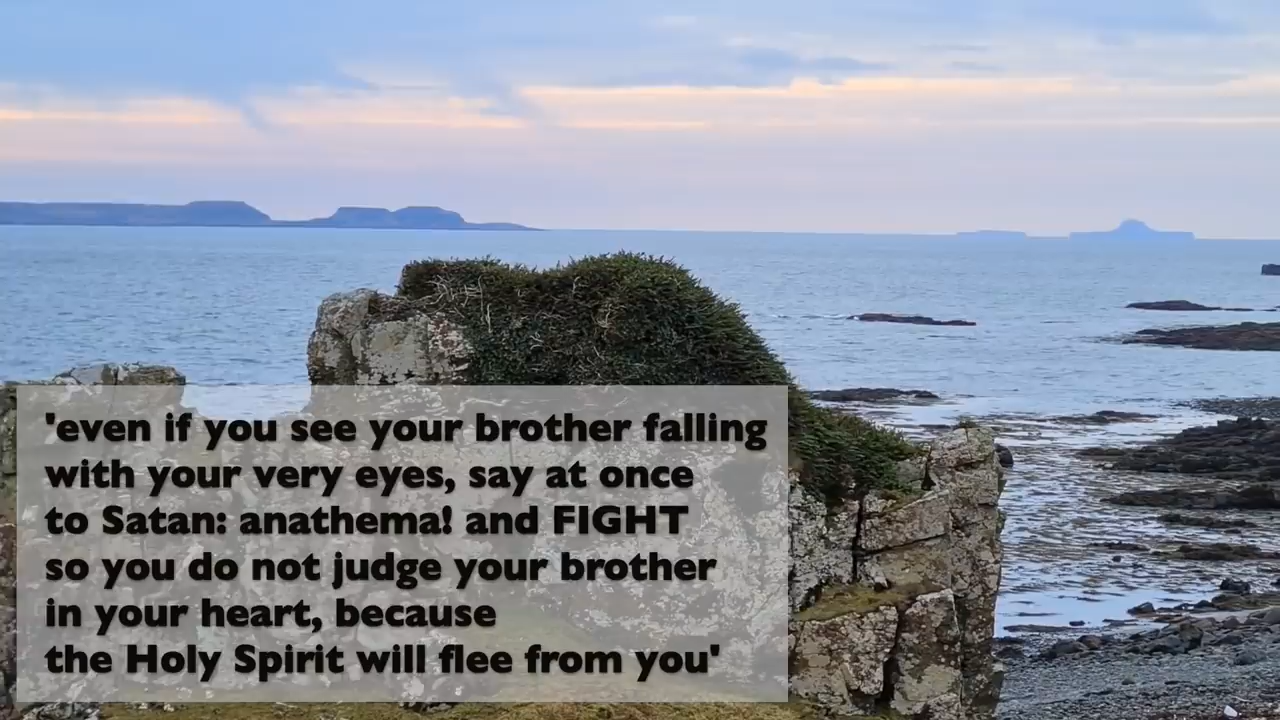 'even if you see your brother falling
with your very eyes, say at once
to Satan: anathema! and FIGHT
so you do not judge your brother
in your heart, because
the Holy Spirit will flee from you'